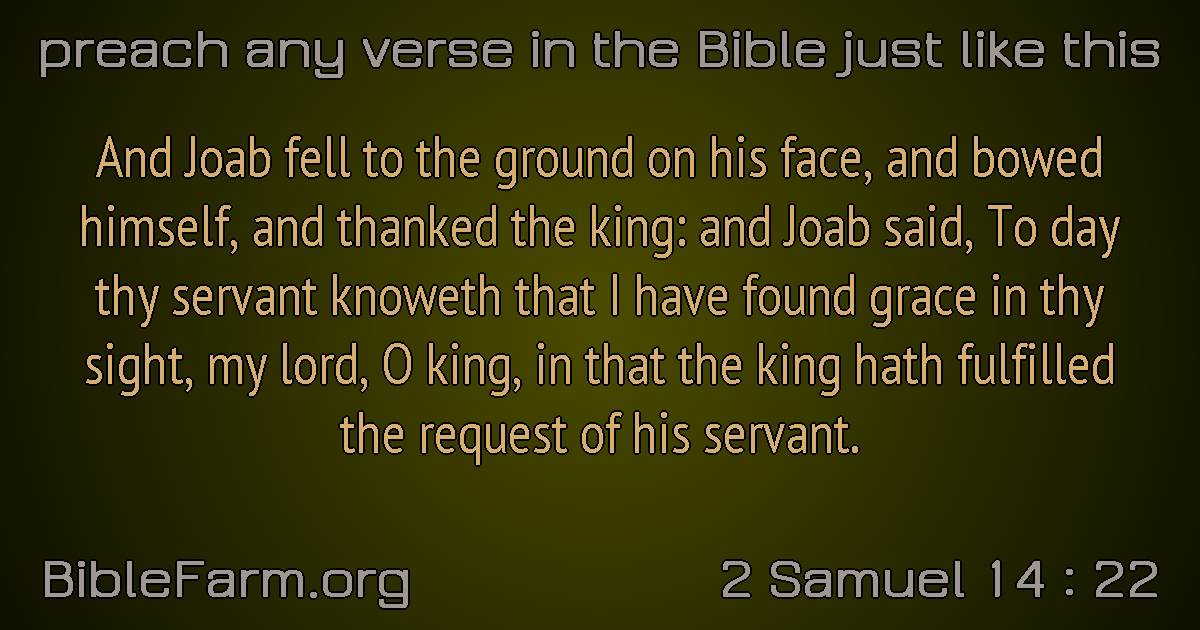 preach any verse in the Bible just like this
And Joab fell to the ground on his face, and bowed
himself, and thanked the king: and Joab said, To day
thy servant knoweth that I have found grace in thy
sight, my lord, O king, in that the king hath fulfilled
the request of his servant.
BibleFarm.org
2 Samuel 14 : 22